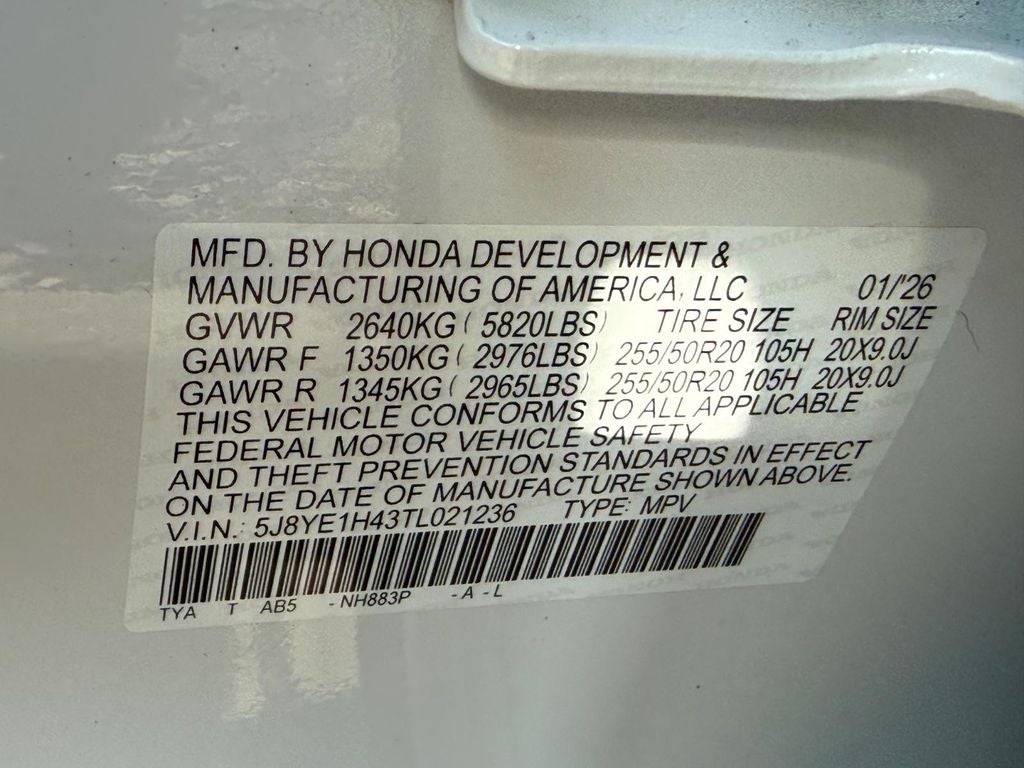 MFD. BY HONDA DEVELOPMENT &
MANUFACTURING OF AMERICA, LLC 01/'26
GVWR 2640KG ( 5820LBS) TIRE SIZE RIM SIZE
GAWR F 1350KG ( 2976LBS) 255/50R20 105H 20X9.0J
GAWR R 1345KG ( 2965LBS) 255/50R20 105H 20X9.0J
THIS VEHICLE CONFORMS TO ALL APPLICABLE
FEDERAL MOTOR VEHICLE SAFETY
AND THEFT PREVENTION STANDARDS IN EFFECT
ON THE DATE OF MANUFACTURE SHOWN ABOVE.
V.I.N.: 5J8YE1H43TL021236 TYPE: MPV
TYA T AB5 - NH883P - A - L